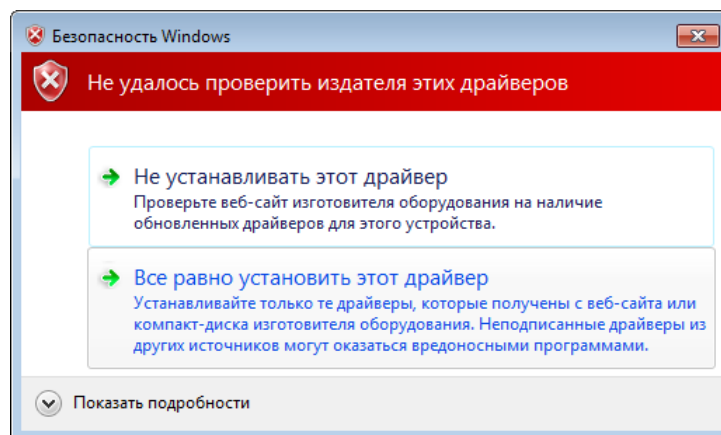 Безопасность Windows
Не удалось проверить издателя этих драйверов
Не устанавливать этот драйвер
Проверьте веб-сайт изготовителя оборудования на наличие
обновленных драйверов для этого устройства.
Все равно установить этот драйвер
Устанавливайте только те драйверы, которые получены с веб-сайта или
компакт-диска изготовителя оборудования. Неподписанные драйверы из
других источников могут оказаться вредоносными программами.
Показать подробности